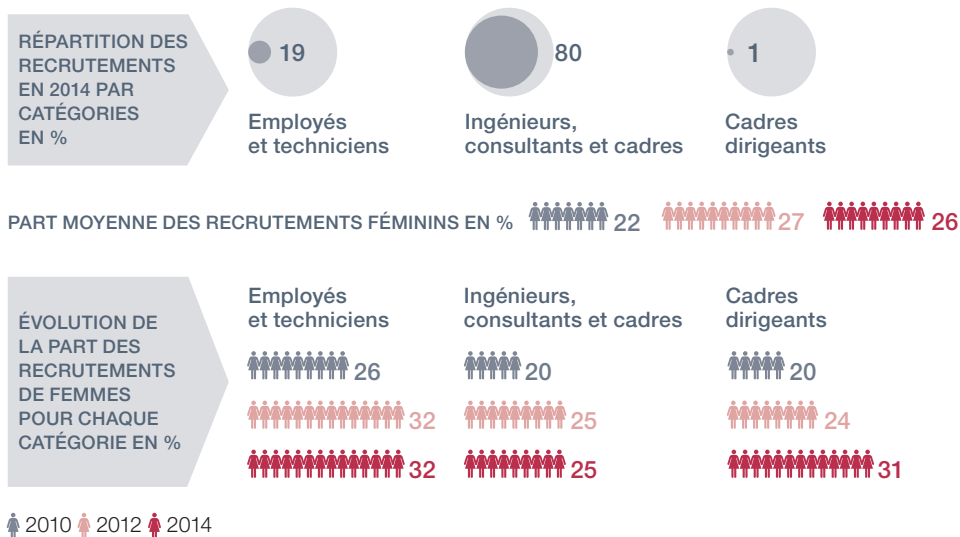 RÉPARTITION DES
RECRUTEMENTS
EN 2014 PAR
CATÉGORIES
EN %
19
Employés
et techniciens
80
Ingénieurs,
consultants et cadres
1
Cadres
dirigeants
PART MOYENNE DES RECRUTEMENTS FÉMININS EN % 22 27 26
ÉVOLUTION DE
LA PART DES
RECRUTEMENTS
DE FEMMES
POUR CHAQUE
CATÉGORIE EN %
Employés
et techniciens
26
32
32
Ingénieurs,
consultants et cadres
20
25
25
Cadres
dirigeants
20
24
31
2010 2012 2014